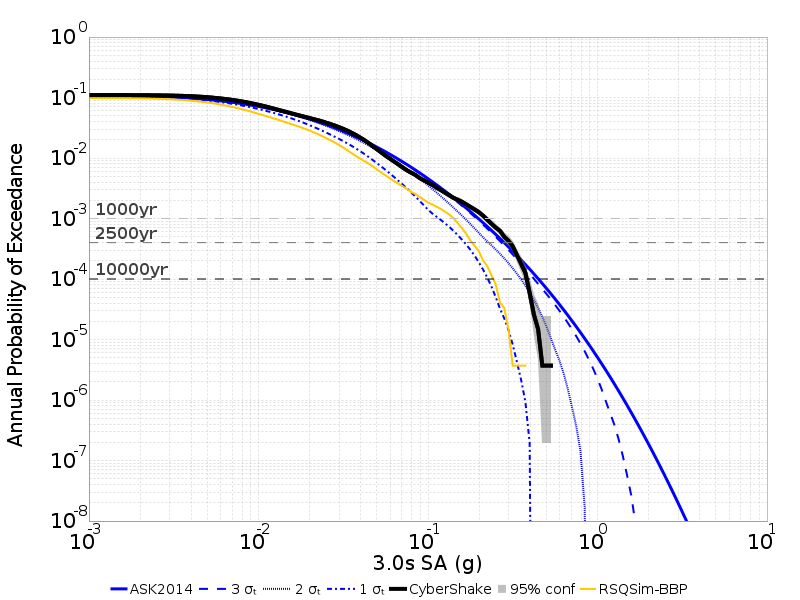 10^0
10^-1
10^-2
10^-3
10^-4
10^-5
10^-6
10^-7
10^-8
Annual Probability of Exceedance
1000yr
2500yr
10000yr
10^-3 10^-2 10^-1 10^0 10^1
3.0s SA (g)
ASK2014 3 σₜ 2 σₜ 1 σₜ CyberShake 95% conf RSQSim-BBP